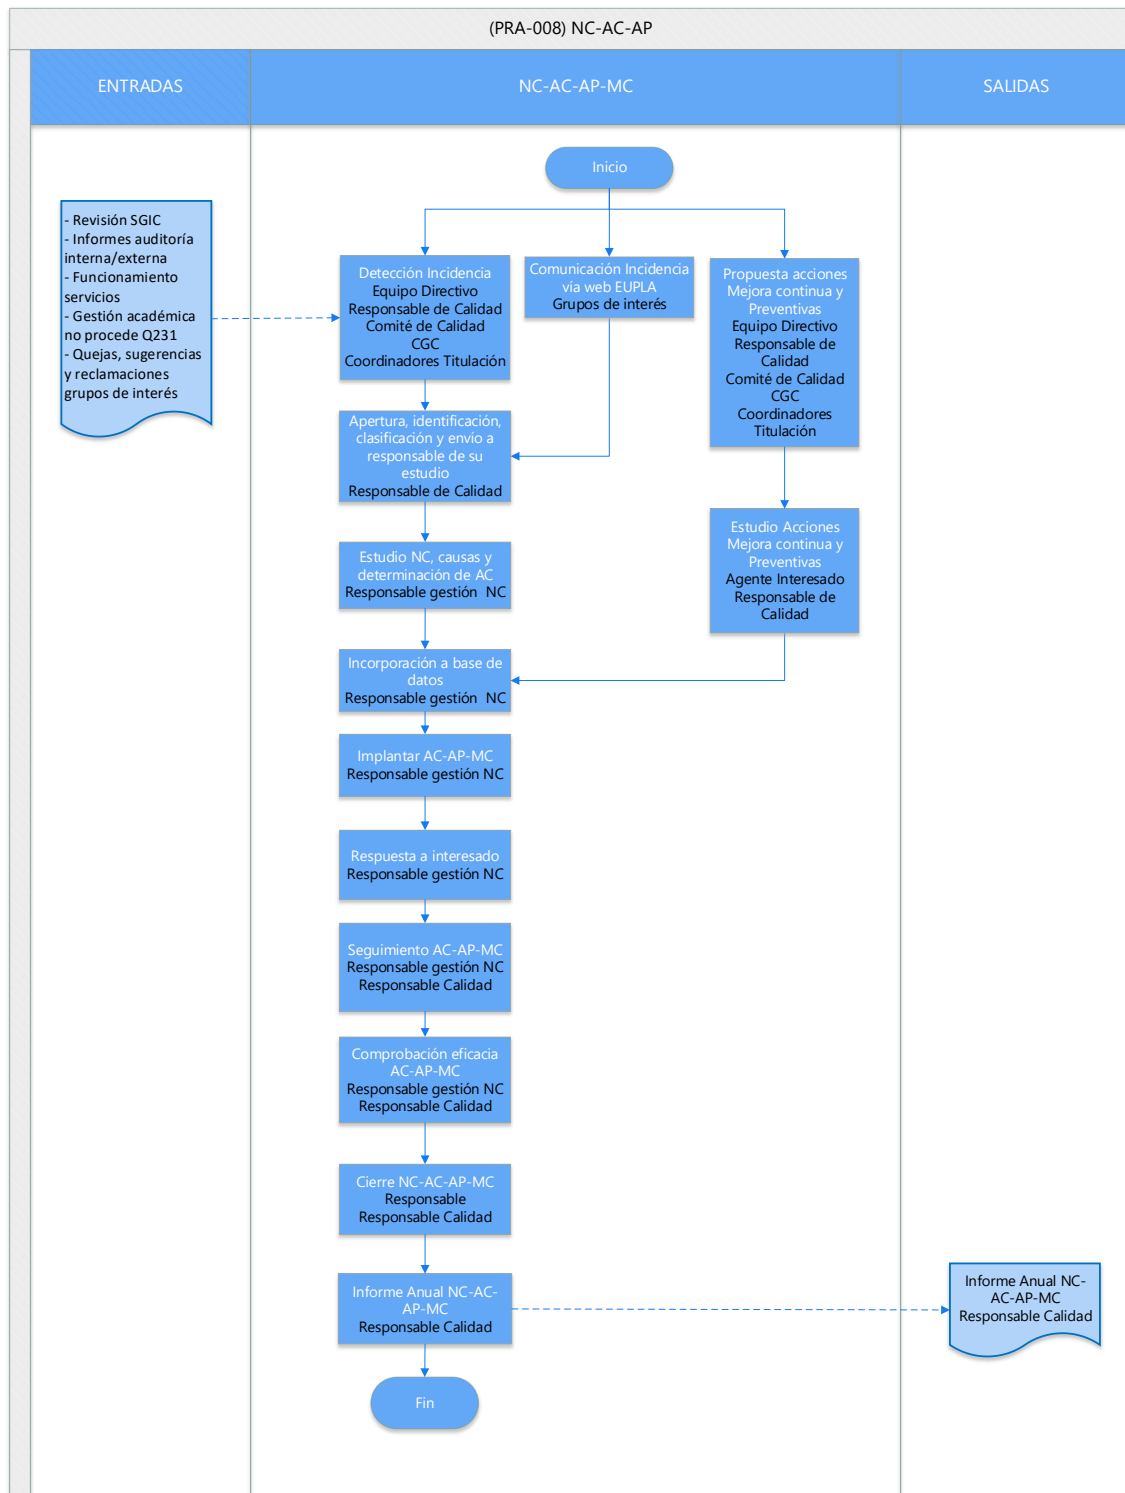 (PRA-008) NC-AC-AP
ENTRADAS
NC-AC-AP-MC
SALIDAS
Inicio
- Revisión SGIC
- Informes auditoría
interna/externa
- Funcionamiento
servicios
- Gestión académica
no procede Q231
- Quejas, sugerencias
y reclamaciones
grupos de interés
Detección Incidencia
Equipo Directivo
Responsable de Calidad
Comité de Calidad
CGC
Coordinadores Titulación
Comunicación Incidencia
vía web EUPLA
Grupos de interés
Propuesta acciones
Mejora continua y
Preventivas
Equipo Directivo
Responsable de
Calidad
Comité de Calidad
CGC
Coordinadores
Titulación
Apertura, identificación,
clasificación y envío a
responsable de su
estudio
Responsable de Calidad
Estudio Acciones
Mejora continua y
Preventivas
Agente Interesado
Responsable de
Calidad
Estudio NC, causas y
determinación de AC
Responsable gestión  NC
Incorporación a base de
datos
Responsable gestión  NC
Implantar AC-AP-MC
Responsable gestión NC
Respuesta a interesado
Responsable gestión NC
Seguimiento AC-AP-MC
Responsable gestión NC
Responsable Calidad
Comprobación eficacia
AC-AP-MC
Responsable gestión NC
Responsable Calidad
Cierre NC-AC-AP-MC
Responsable
Responsable Calidad
Informe Anual NC-AC-
AP-MC
Responsable Calidad
Informe Anual NC-
AC-AP-MC
Responsable Calidad
Fin